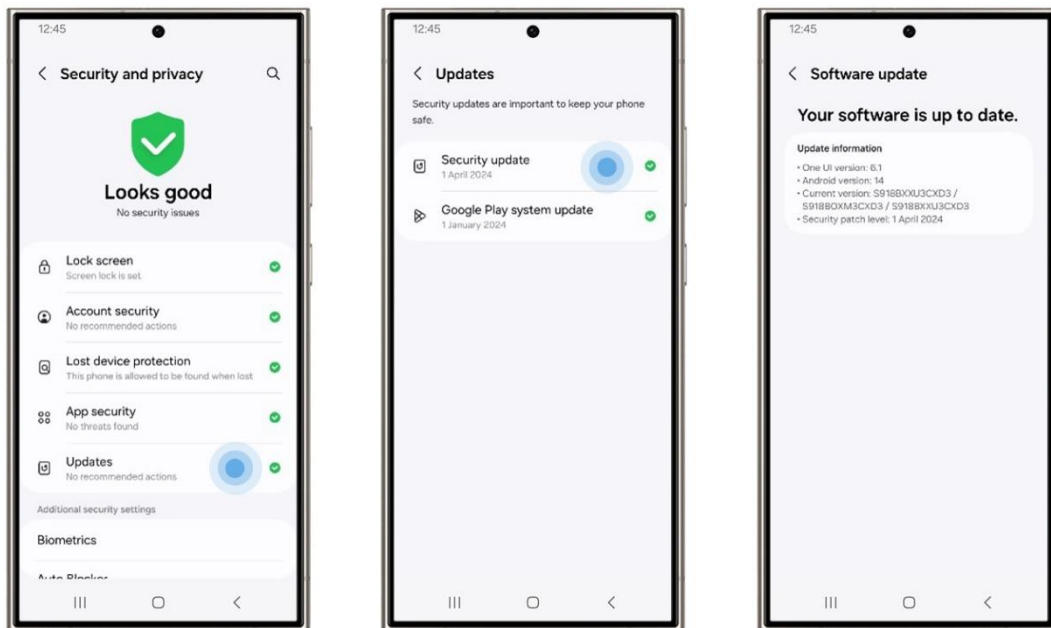 12:45
Security and privacy
Looks good
No security issues
Lock screen
Screen lock is set
Account security
No recommended actions
Lost device protection
This phone is allowed to be found when lost
App security
No threats found
Updates
No recommended actions
Additional security settings
Biometrics
Auto Blocker
12:45
Updates
Security updates are important to keep your phone
safe.
Security update
1 April 2024
Google Play system update
1 January 2024
12:45
Software update
Your software is up to date.
Update information
• One UI version: 6.1
• Android version: 14
• Current version: S918BXXU3CXD3 /
S918BOXM3CXD3 / S918BXXU3CXD3
• Security patch level: 1 April 2024